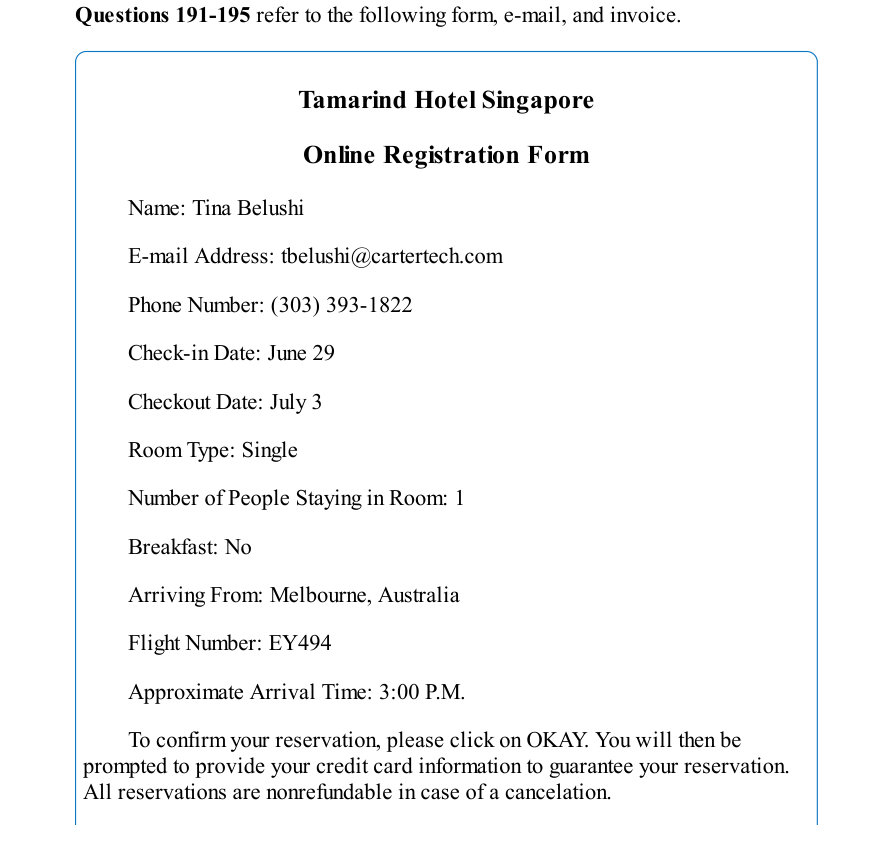 Questions 191-195 refer to the following form, e-mail, and invoice.
Tamarind Hotel Singapore
Online Registration Form
Name: Tina Belushi
E-mail Address: tbelushi@cartertech.com
Phone Number: (303) 393-1822
Check-in Date: June 29
Checkout Date: July 3
Room Type: Single
Number of People Staying in Room: 1
Breakfast: No
Arriving From: Melbourne, Australia
Flight Number: EY494
Approximate Arrival Time: 3:00 P.M.
To confirm your reservation, please click on OKAY. You will then be
prompted to provide your credit card information to guarantee your reservation.
All reservations are nonrefundable in case of a cancelation.